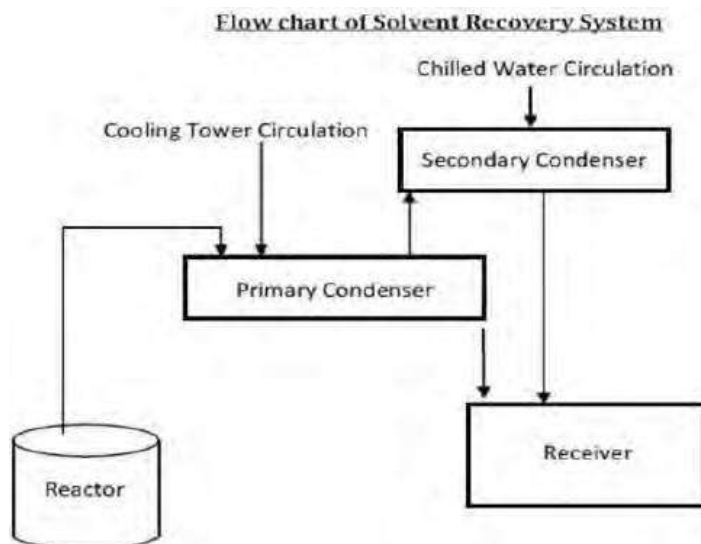 Flow chart of Solvent Recovery System
Chilled Water Circulation
Cooling Tower Circulation
Secondary Condenser
Primary Condenser
Receiver
Reactor